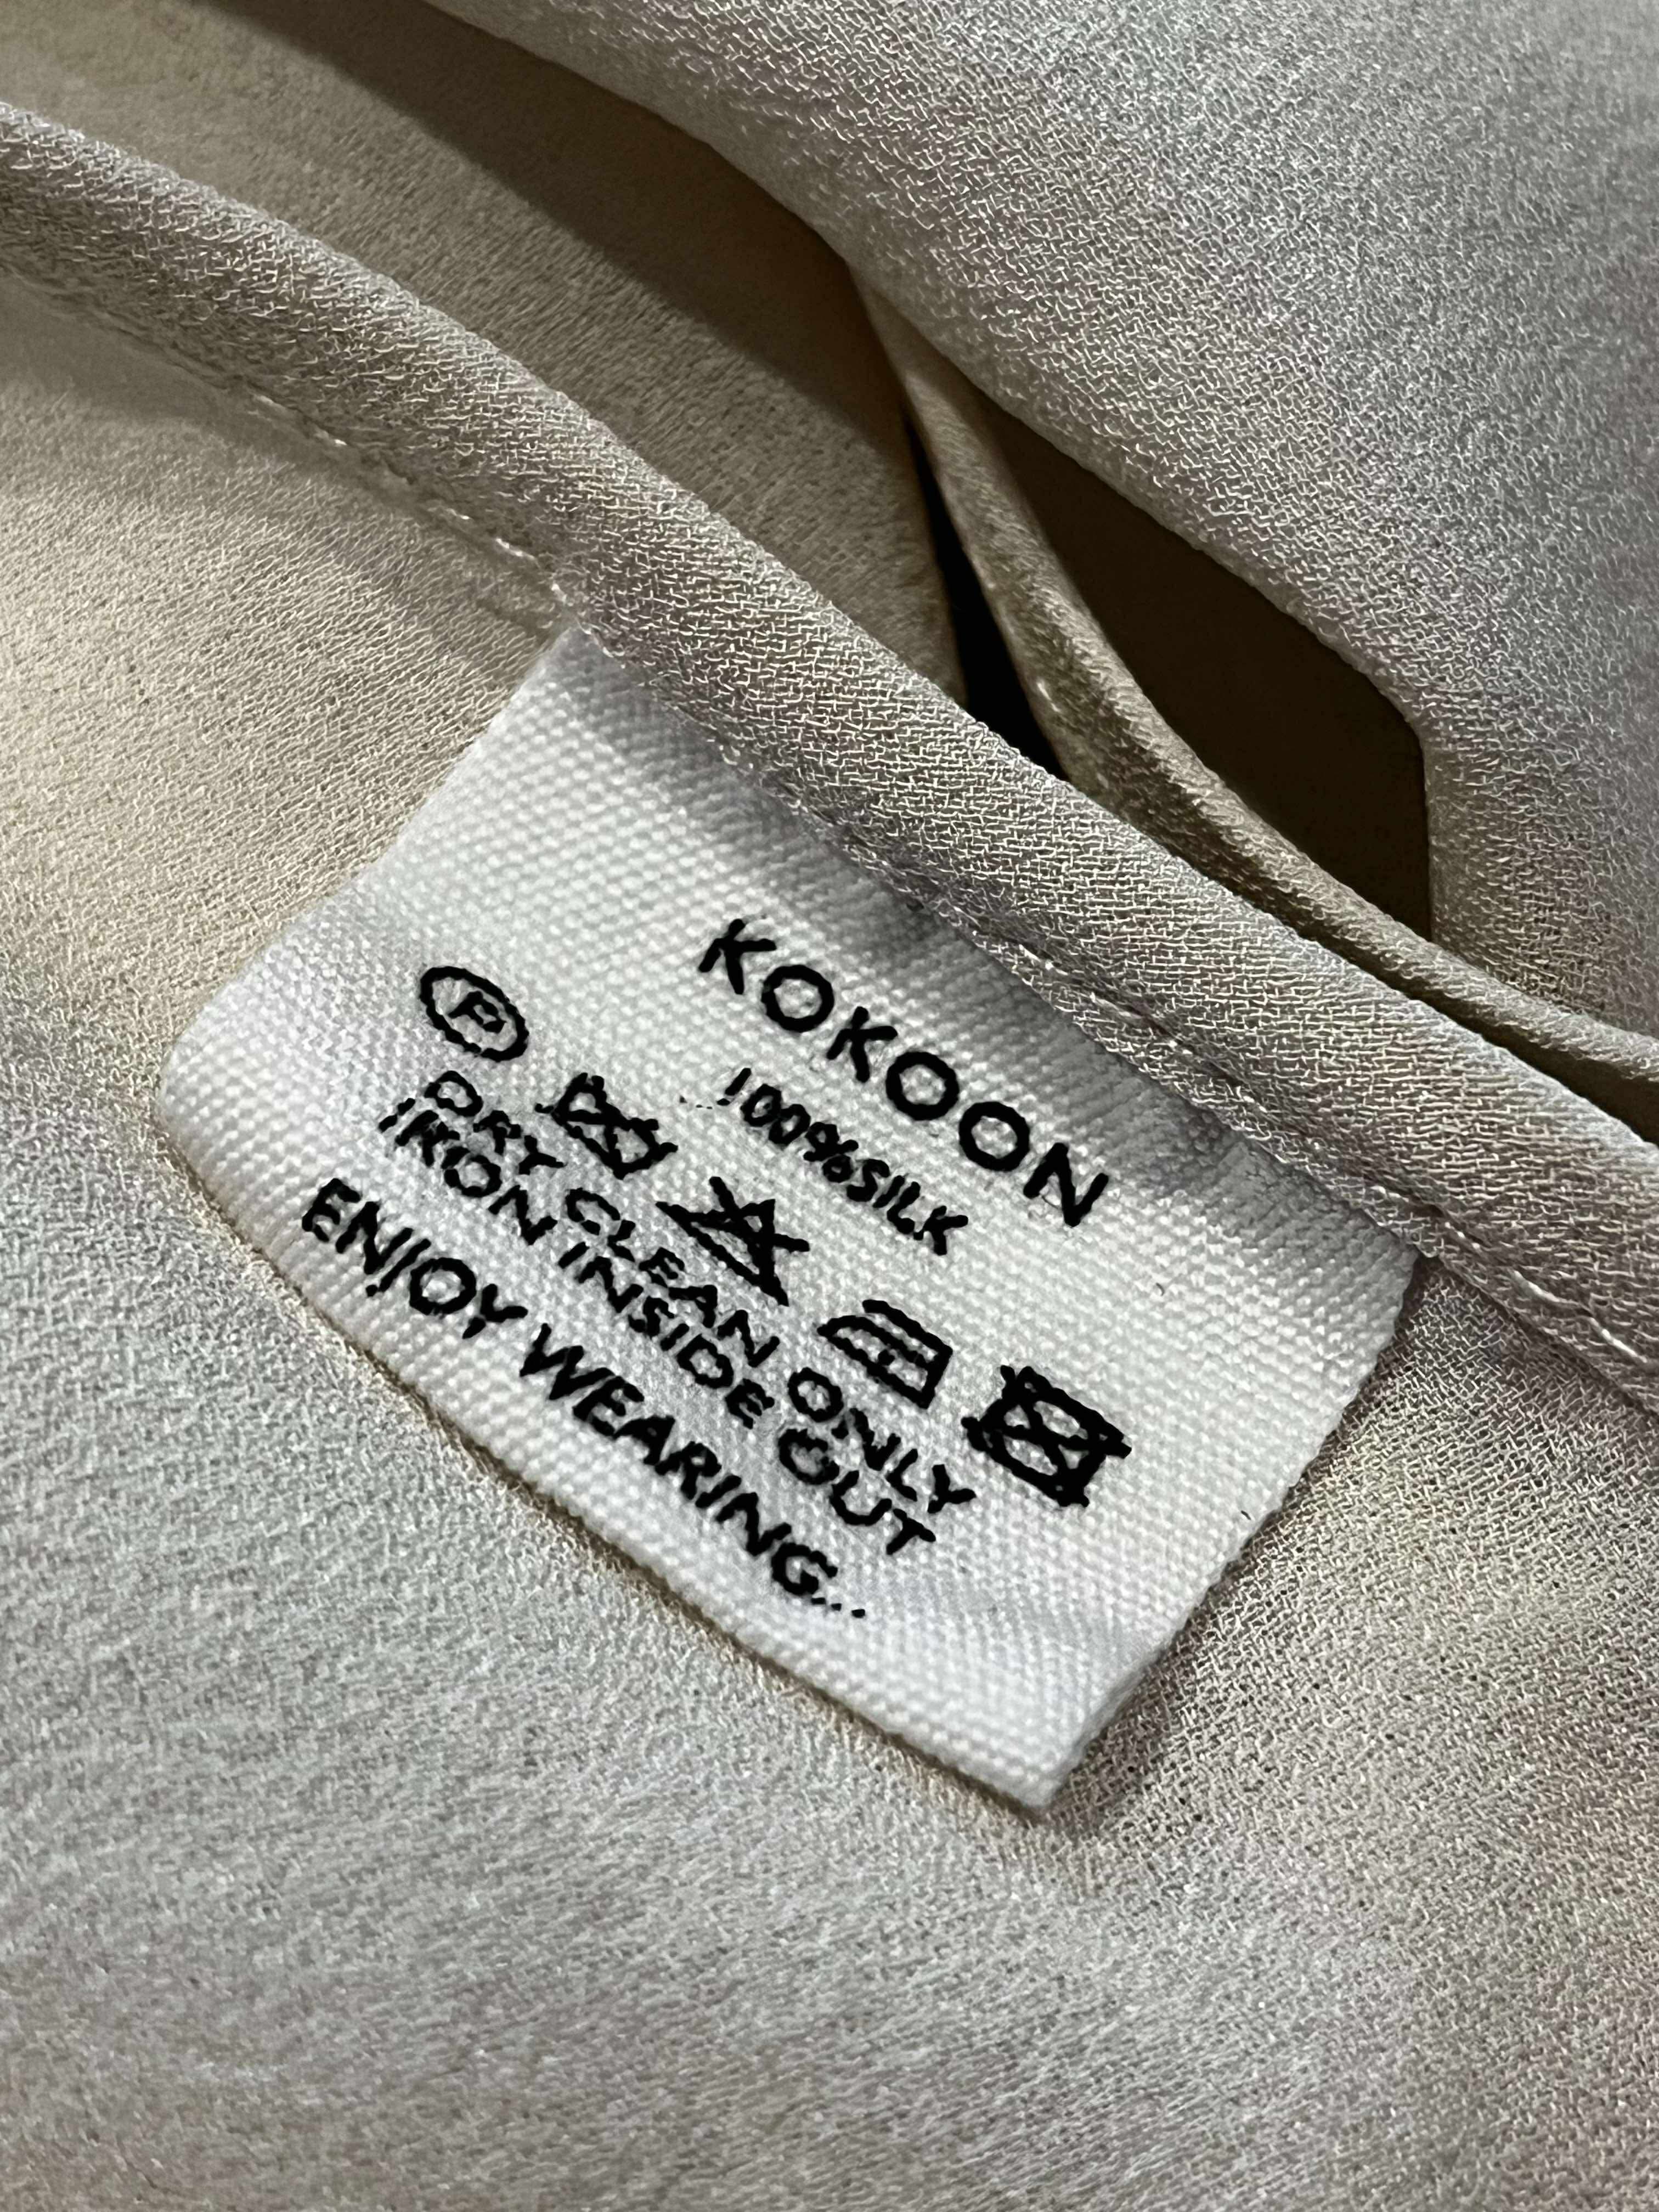 KOKOON
100%SILK
P
DRY CLEAN ONLY
IRON INSIDE OUT
ENJOY WEARING...